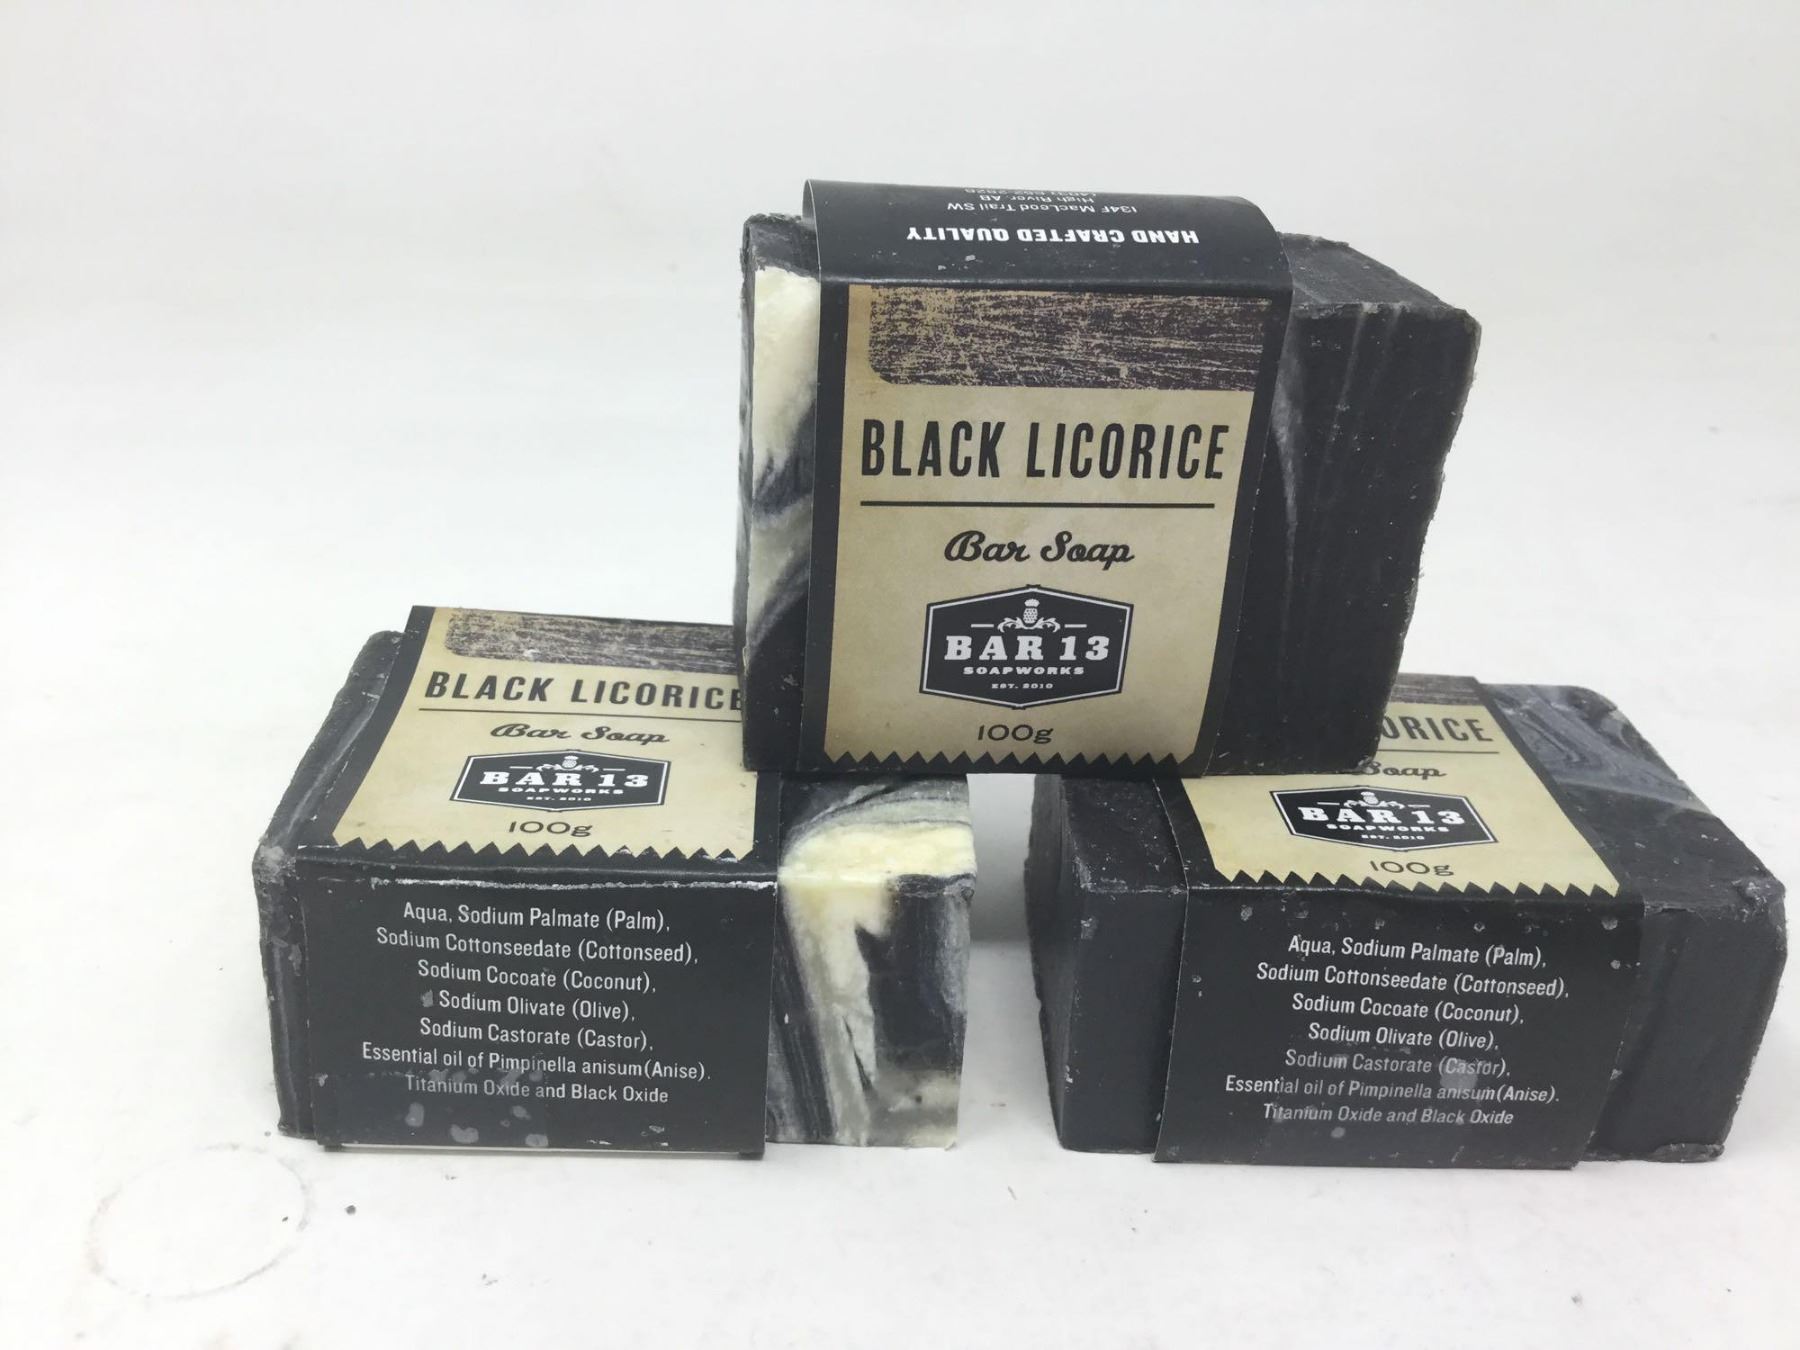 HAND CRAFTED QUALITY
134F MacLeod Trail SW
High River, AB
BLACK LICORICE
Bar Soap
BAR 13
SOAPWORKS
EST. 2010
100g
BLACK LICORICE
Bar Soap
BAR 13
SOAPWORKS
EST. 2010
100g
Aqua, Sodium Palmate (Palm),
Sodium Cottonseedate (Cottonseed),
Sodium Cocoate (Coconut),
Sodium Olivate (Olive),
Sodium Castorate (Castor),
Essential oil of Pimpinella anisum(Anise).
Titanium Oxide and Black Oxide
ORICE
Soap
BAR 13
SOAPWORKS
EST. 2010
100g
Aqua, Sodium Palmate (Palm),
Sodium Cottonseedate (Cottonseed),
Sodium Cocoate (Coconut),
Sodium Olivate (Olive),
Sodium Castorate (Castor),
Essential oil of Pimpinella anisum(Anise).
Titanium Oxide and Black Oxide